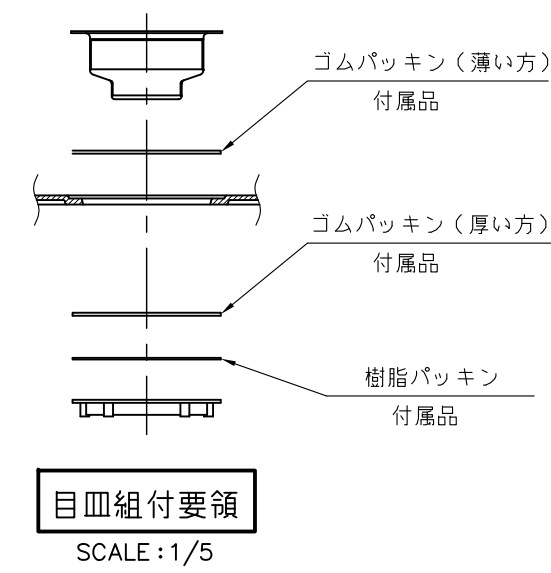 ゴムパッキン(薄い方)
付属品
ゴムパッキン(厚い方)
付属品
樹脂パッキン
付属品
目皿組付要領
SCALE:1/5